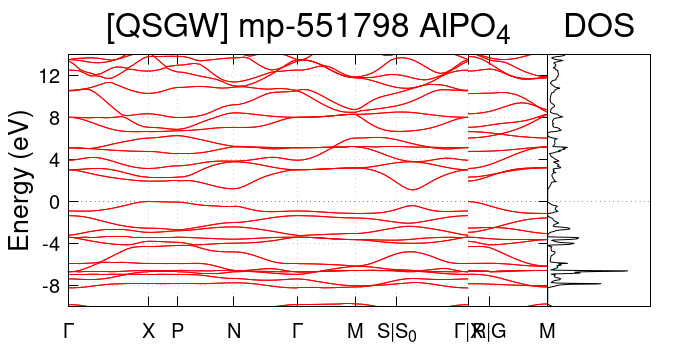 [QSGW] mp-551798 AlPO₄ DOS
Energy (eV)
12
8
4
0
-4
-8
Γ X P N Γ M S|S₀ Γ|X R|G M